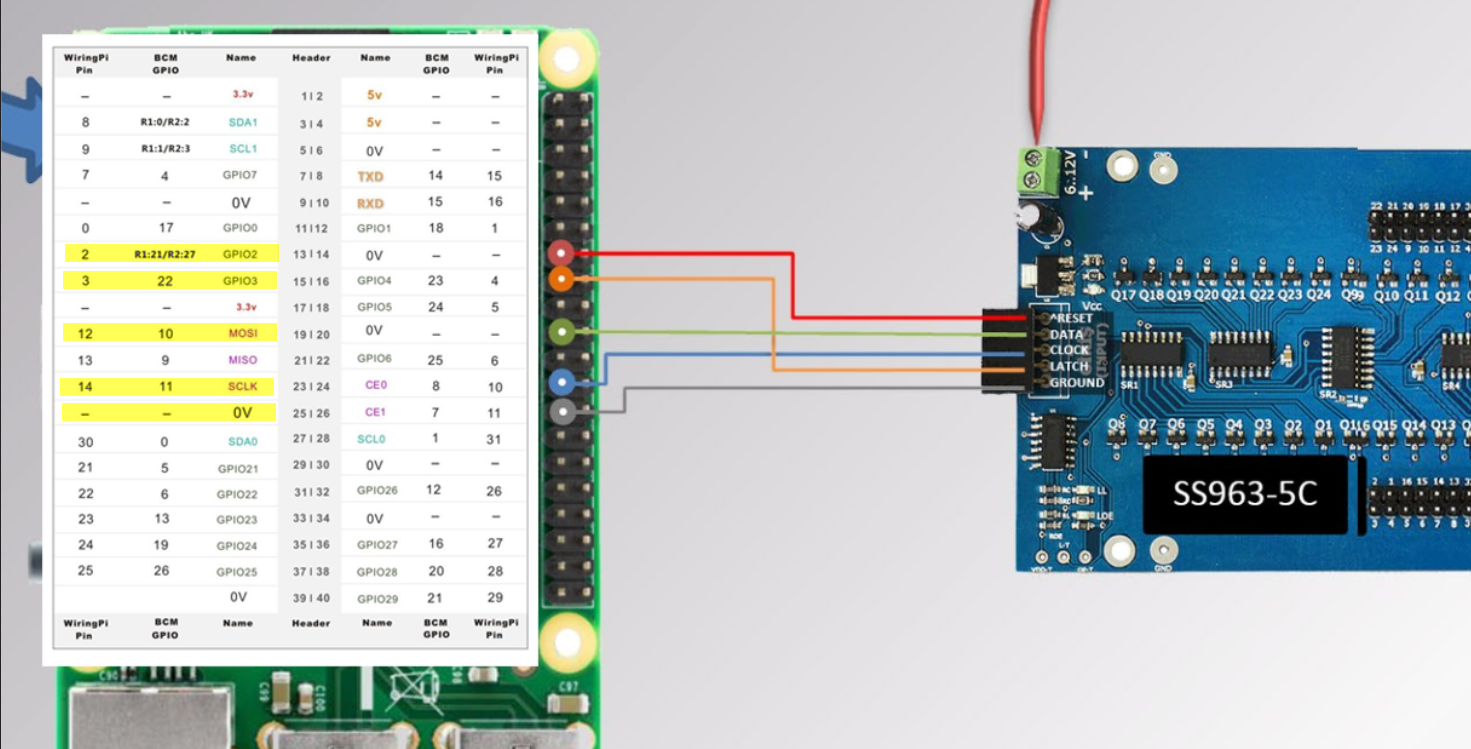 WiringPi Pin BCM GPIO Name Header Name BCM GPIO WiringPi Pin
– – 3.3v 1 | 2 5v – –
8 R1:0/R2:2 SDA1 3 | 4 5v – –
9 R1:1/R2:3 SCL1 5 | 6 0V – –
7 4 GPIO7 7 | 8 TXD 14 15
– – 0V 9 | 10 RXD 15 16
0 17 GPIO0 11 | 12 GPIO1 18 1
2 R1:21/R2:27 GPIO2 13 | 14 0V – –
3 22 GPIO3 15 | 16 GPIO4 23 4
– – 3.3v 17 | 18 GPIO5 24 5
12 10 MOSI 19 | 20 0V – –
13 9 MISO 21 | 22 GPIO6 25 6
14 11 SCLK 23 | 24 CE0 8 10
– – 0V 25 | 26 CE1 7 11
30 0 SDA0 27 | 28 SCL0 1 31
21 5 GPIO21 29 | 30 0V – –
22 6 GPIO22 31 | 32 GPIO26 12 26
23 13 GPIO23 33 | 34 0V – –
24 19 GPIO24 35 | 36 GPIO27 16 27
25 26 GPIO25 37 | 38 GPIO28 20 28
0V 39 | 40 GPIO29 21 29
WiringPi Pin BCM GPIO Name Header Name BCM GPIO WiringPi Pin
C90
C99
C100
C98
C97
- 6..12V +
GND
22 21 20 19 18 17
23 24 9 10 11 12
Q17 Q18 Q19 Q20 Q21 Q22 Q23 Q24 Q9 Q10 Q11 Q12
Vcc
^RESET
DATA
CLOCK
LATCH
GROUND
SR1 SR3 SR2 SR4
Q8 Q7 Q6 Q5 Q4 Q3 Q2 Q1 Q16 Q15 Q14 Q13
SS963-5C
2 1 16 15 14 13
3 4 5 6 7 8
LL
LOE
ROE
L/T
GND